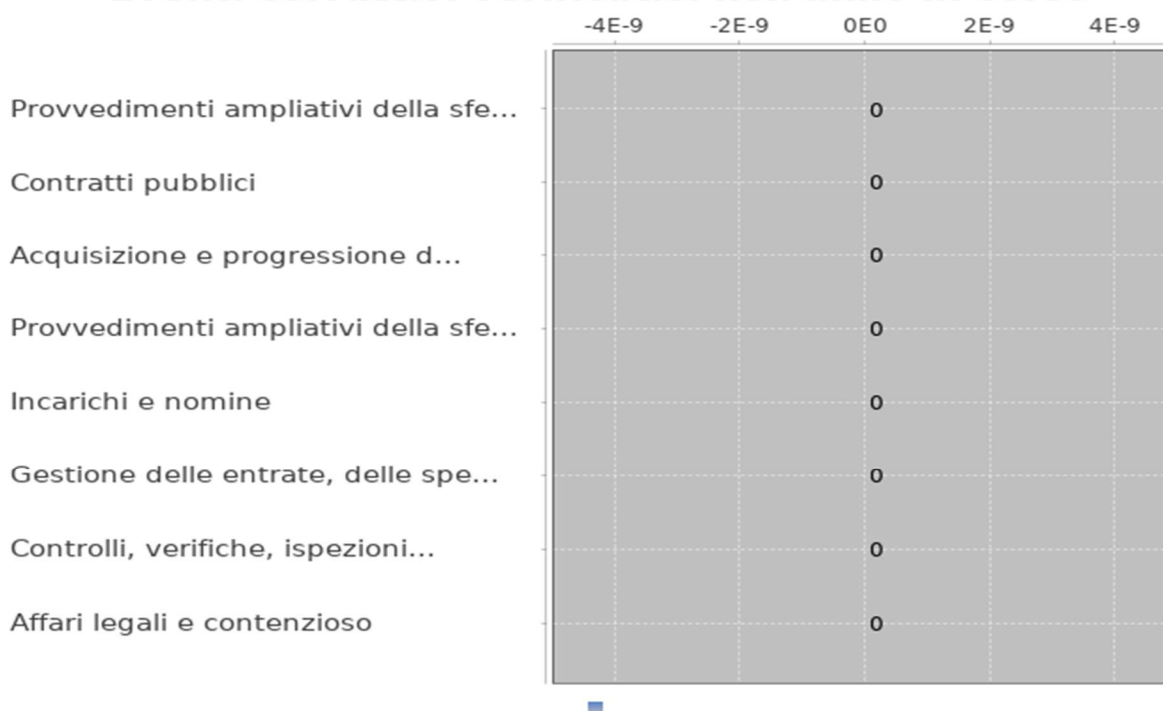 -4E-9 -2E-9 0E0 2E-9 4E-9
Provvedimenti ampliativi della sfe... 0
Contratti pubblici 0
Acquisizione e progressione d... 0
Provvedimenti ampliativi della sfe... 0
Incarichi e nomine 0
Gestione delle entrate, delle spe... 0
Controlli, verifiche, ispezioni... 0
Affari legali e contenzioso 0